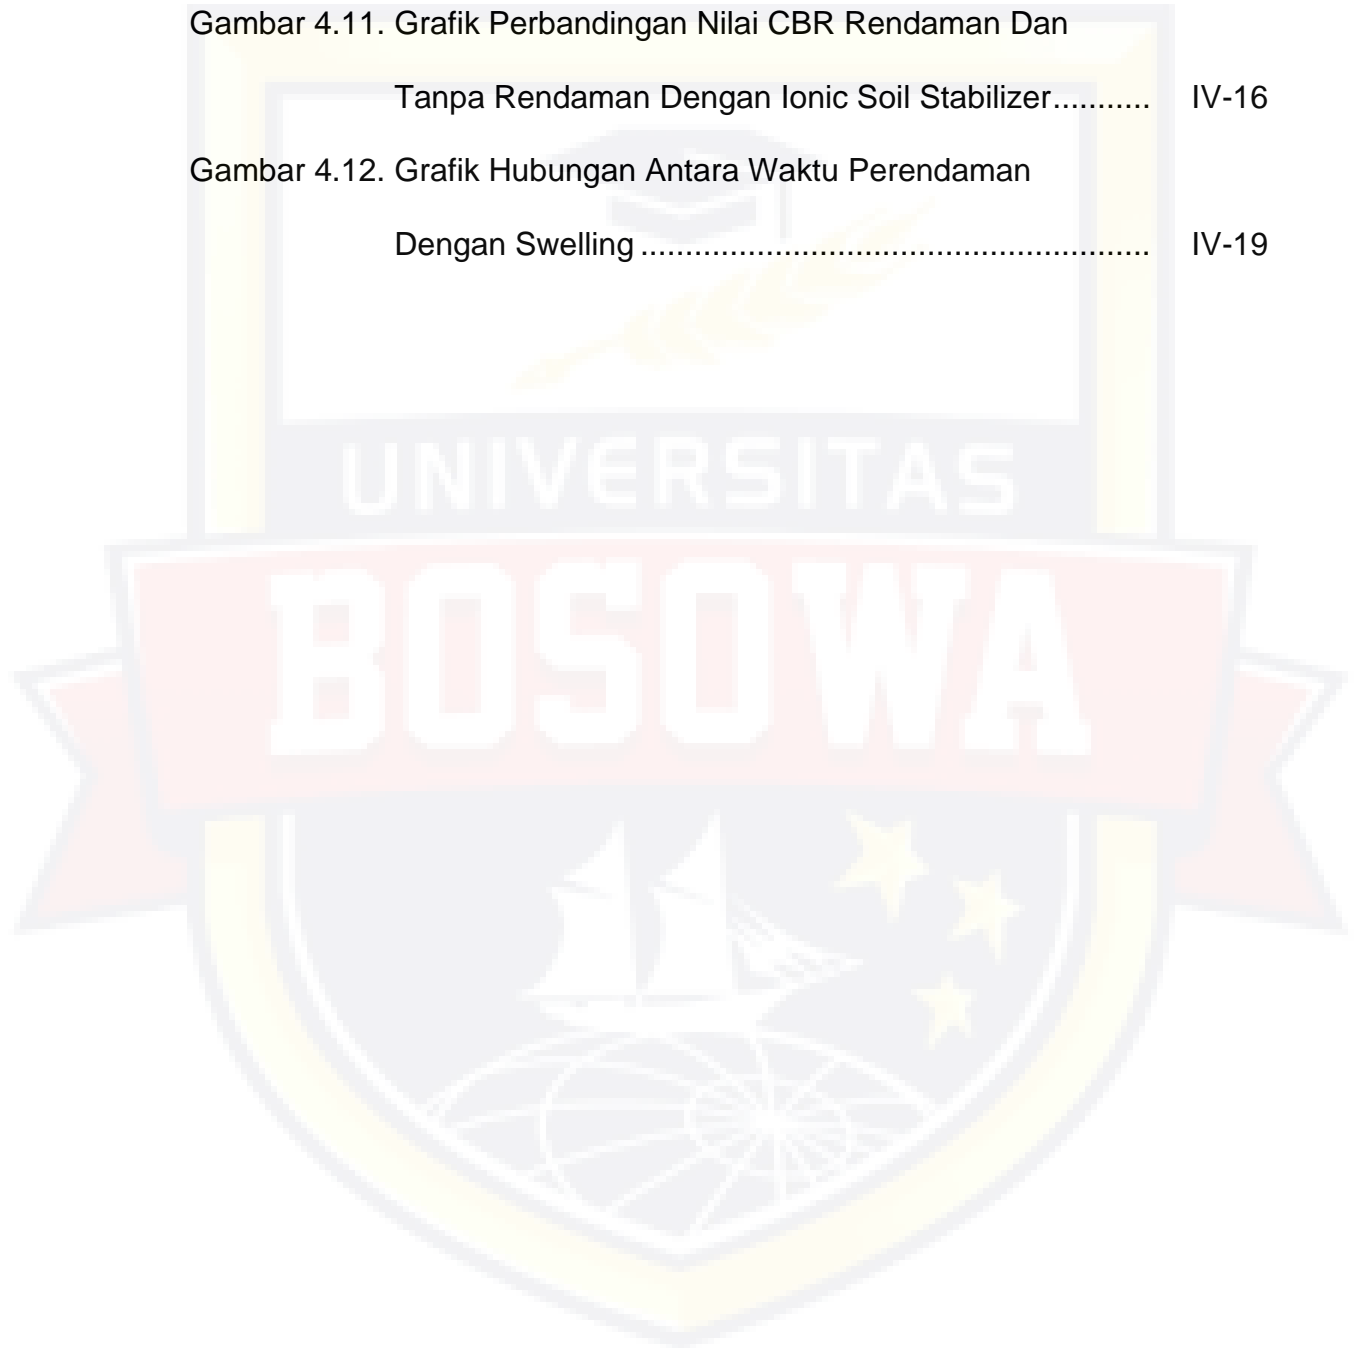 Gambar 4.11. Grafik Perbandingan Nilai CBR Rendaman Dan
Tanpa Rendaman Dengan Ionic Soil Stabilizer........... IV-16
Gambar 4.12. Grafik Hubungan Antara Waktu Perendaman
Dengan Swelling ......................................................... IV-19
UNIVERSITAS
BOSOWA